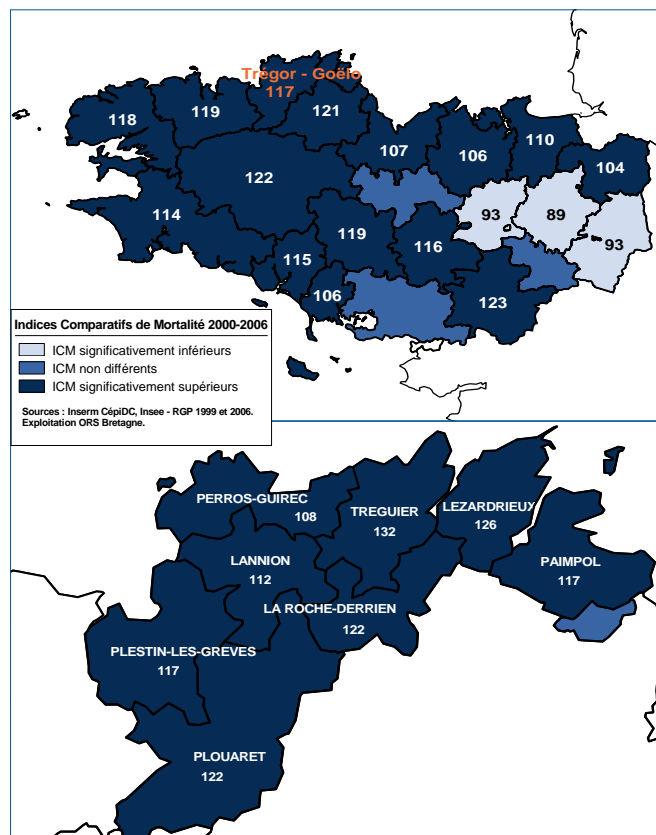 Trégor - Goëlo
117
118
119
121
107
106
110
104
122
93
89
93
114
119
116
115
106
123
Indices Comparatifs de Mortalité 2000-2006
ICM significativement inférieurs
ICM non différents
ICM significativement supérieurs
Sources : Inserm CépiDC, Insee - RGP 1999 et 2006.
Exploitation ORS Bretagne.
PERROS-GUIREC
108
TREGUIER
132
LEZARDRIEUX
126
PAIMPOL
117
LANNION
112
LA ROCHE-DERRIEN
122
PLESTIN-LES-GREVES
117
PLOUARET
122